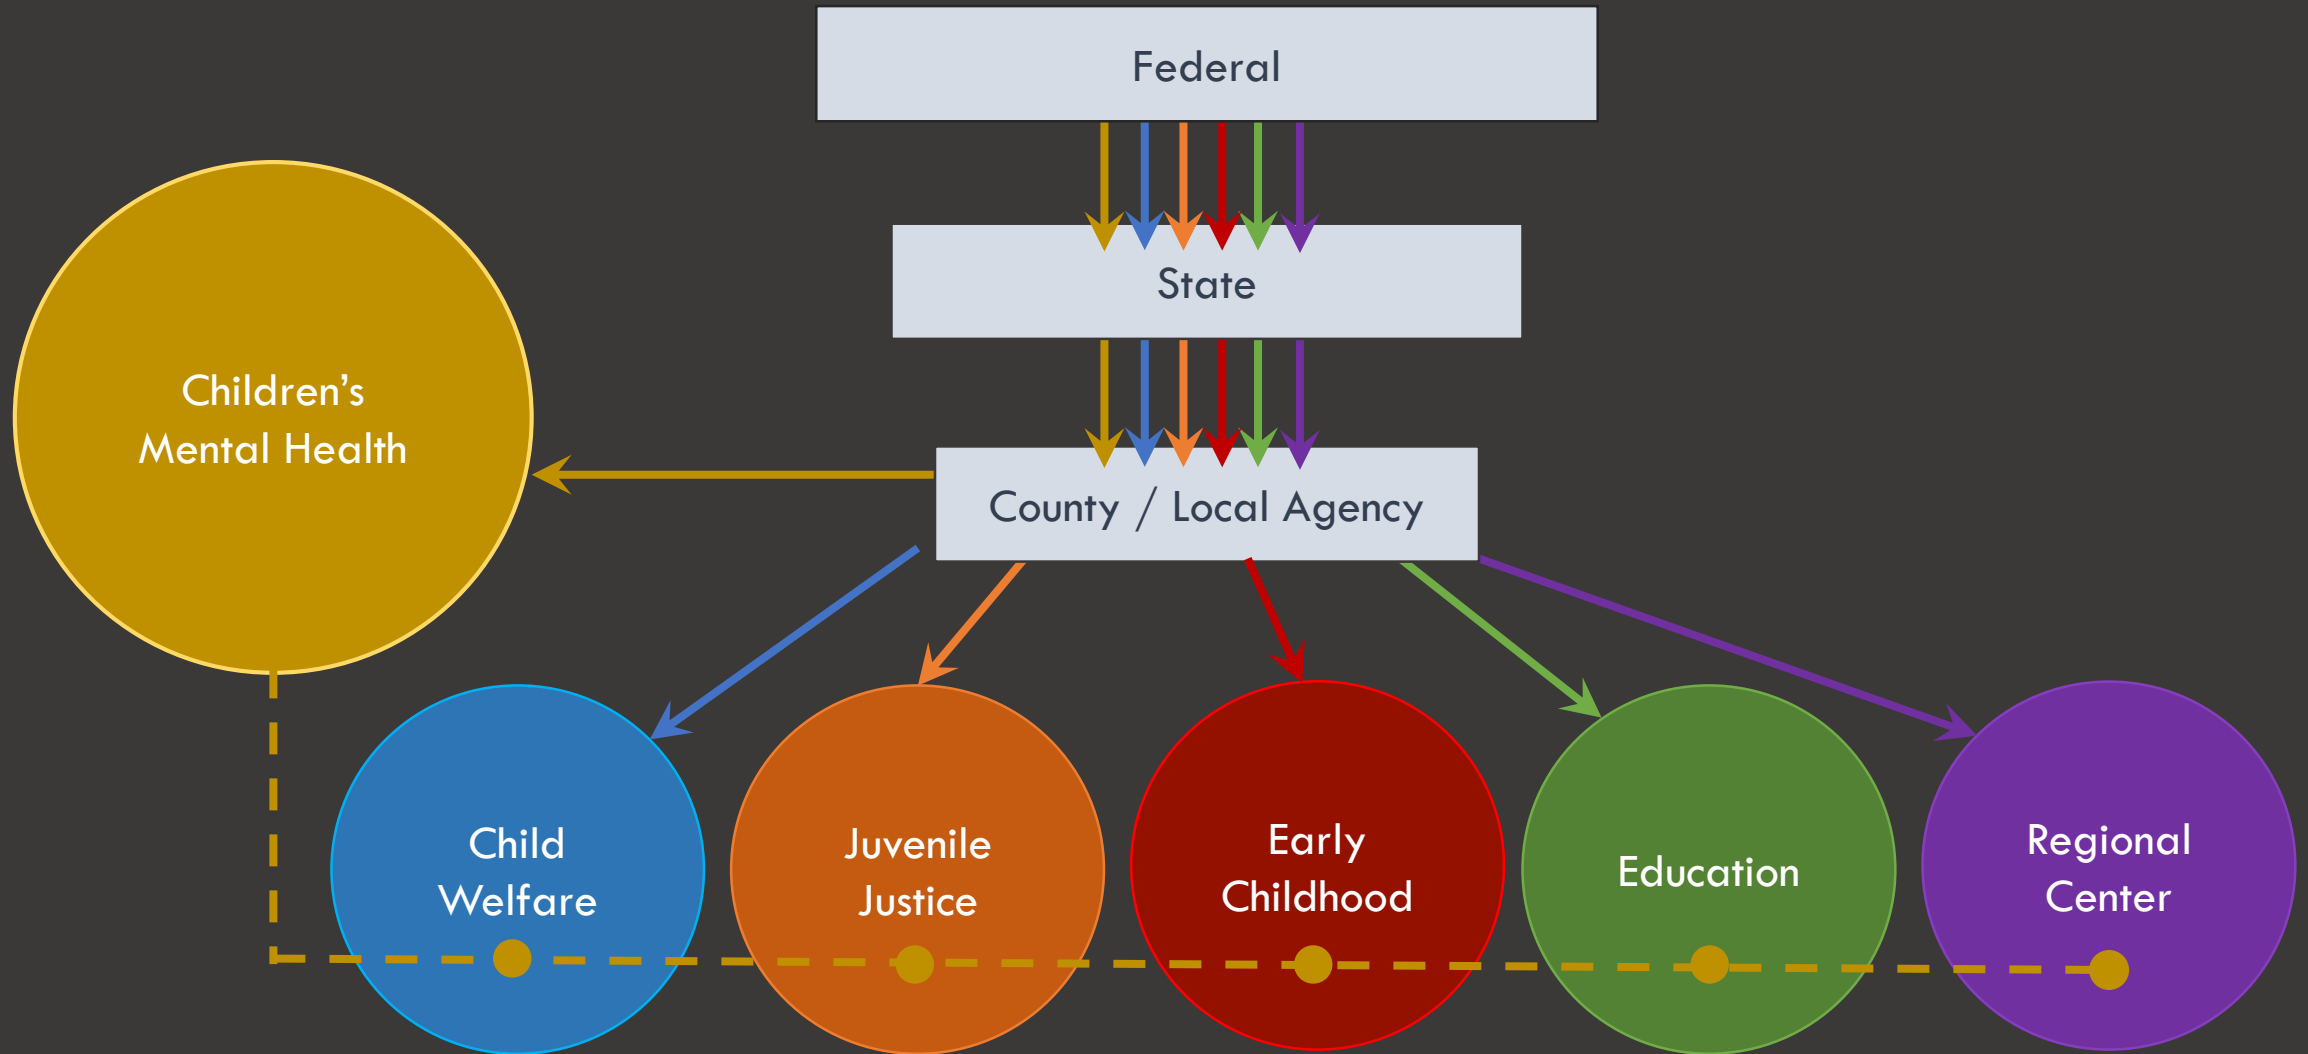 Federal
State
Children’s
Mental Health
County / Local Agency
Child
Welfare
Juvenile
Justice
Early
Childhood
Education
Regional
Center